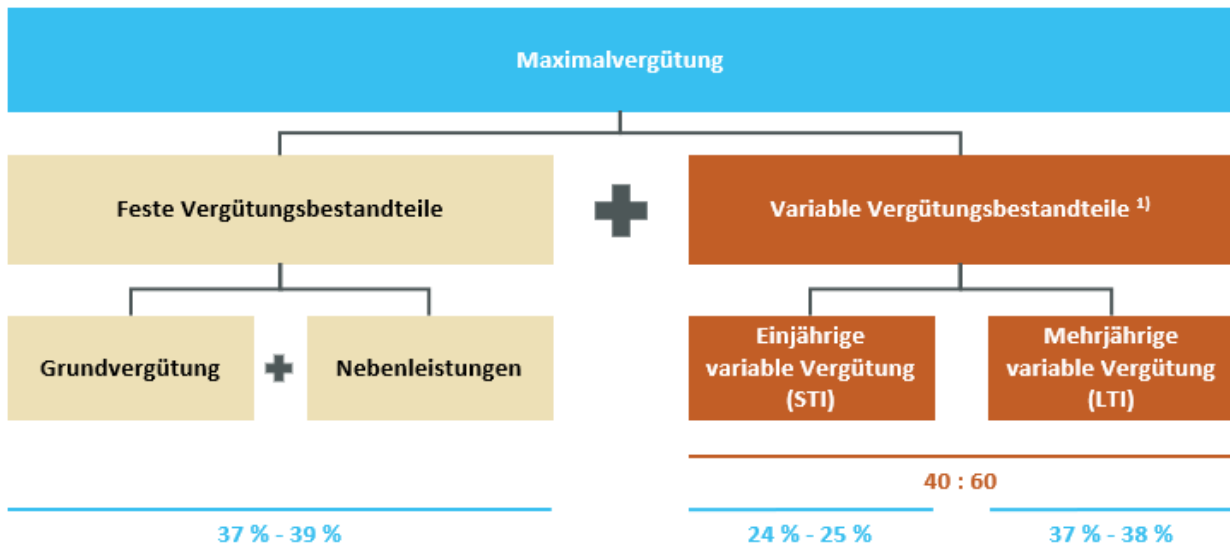 Maximalvergütung
Feste Vergütungsbestandteile
Variable Vergütungsbestandteile ¹⁾
Grundvergütung
Nebenleistungen
Einjährige
variable Vergütung
(STI)
Mehrjährige
variable Vergütung
(LTI)
40 : 60
37 % - 39 %
24 % - 25 %
37 % - 38 %